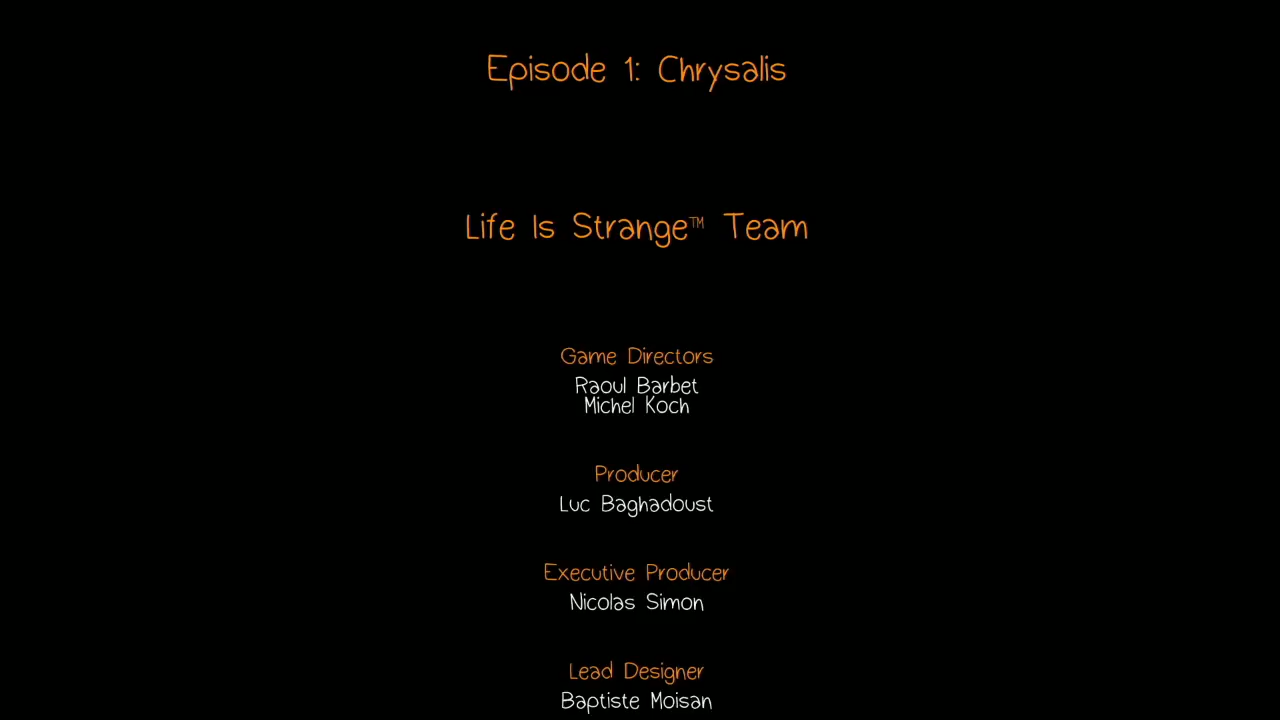 Episode 1: Chrysalis
Life Is Strange™ Team
Game Directors
Raoul Barbet
Michel Koch
Producer
Luc Baghadoust
Executive Producer
Nicolas Simon
Lead Designer
Baptiste Moisan